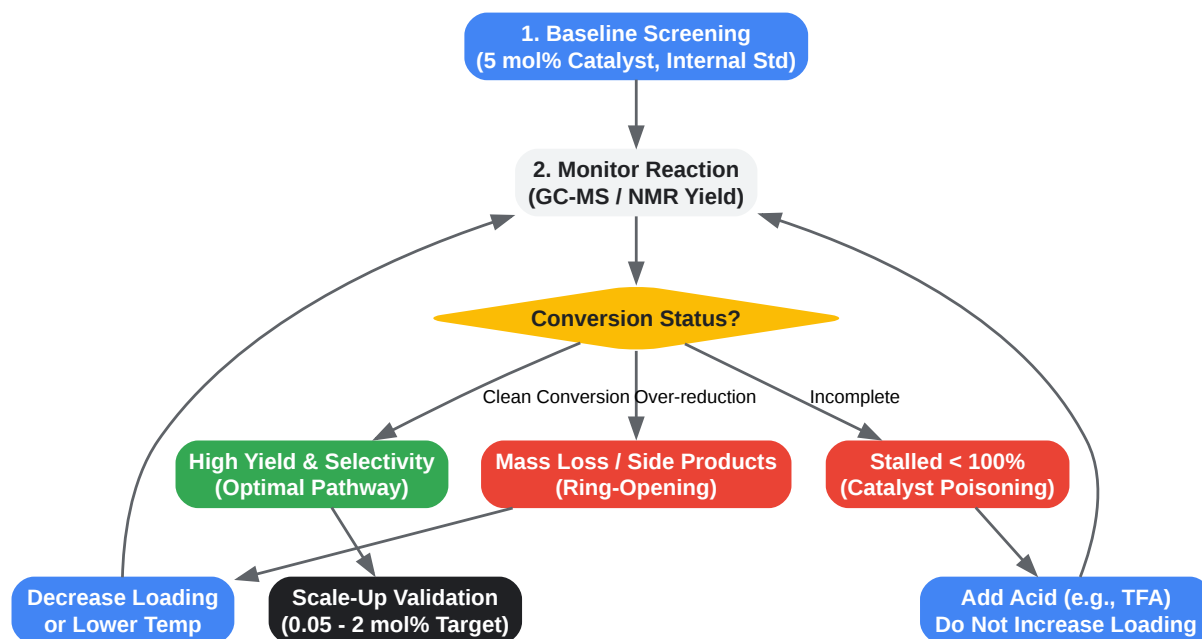 1. Baseline Screening
(5 mol% Catalyst, Internal Std)
2. Monitor Reaction
(GC-MS / NMR Yield)
Conversion Status?
Clean Conversion
Over-reduction
Incomplete
High Yield & Selectivity
(Optimal Pathway)
Mass Loss / Side Products
(Ring-Opening)
Stalled < 100%
(Catalyst Poisoning)
Decrease Loading
or Lower Temp
Scale-Up Validation
(0.05 - 2 mol% Target)
Add Acid (e.g., TFA)
Do Not Increase Loading